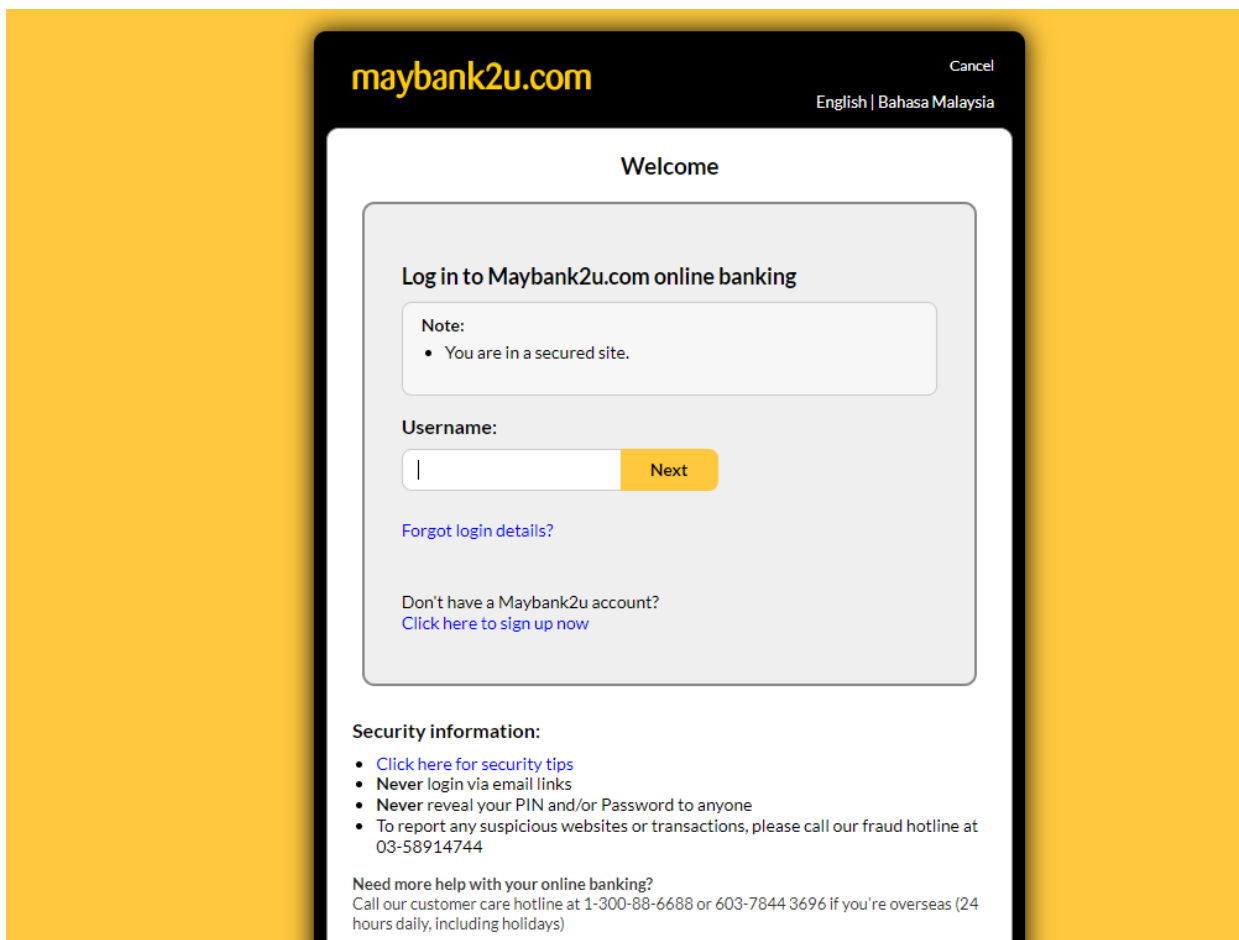 maybank2u.com
Cancel
English | Bahasa Malaysia
Welcome
Log in to Maybank2u.com online banking
Note:
• You are in a secured site.
Username:
Next
Forgot login details?
Don't have a Maybank2u account?
Click here to sign up now
Security information:
• Click here for security tips
• Never login via email links
• Never reveal your PIN and/or Password to anyone
• To report any suspicious websites or transactions, please call our fraud hotline at
03-58914744
Need more help with your online banking?
Call our customer care hotline at 1-300-88-6688 or 603-7844 3696 if you're overseas (24
hours daily, including holidays)